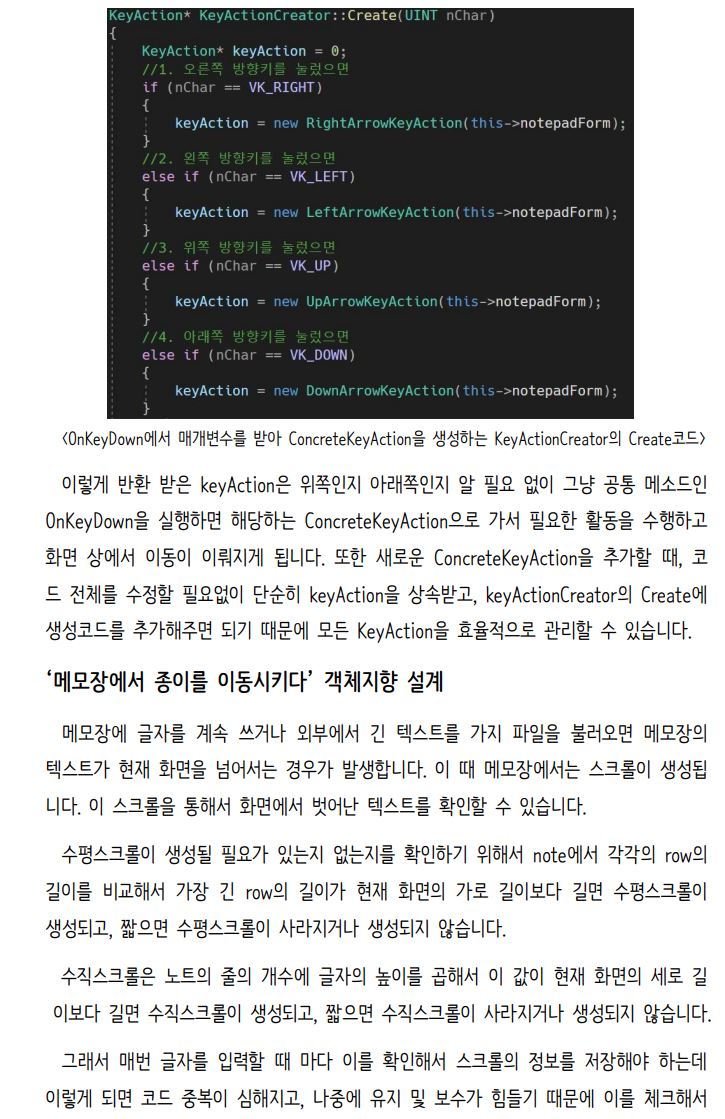 KeyAction* KeyActionCreator::Create(UINT nChar)
{
KeyAction* keyAction = 0;
//1. 오른쪽 방향키를 눌렀으면
if (nChar == VK_RIGHT)
{
keyAction = new RightArrowKeyAction(this->notepadForm);
}
//2. 왼쪽 방향키를 눌렀으면
else if (nChar == VK_LEFT)
{
keyAction = new LeftArrowKeyAction(this->notepadForm);
}
//3. 위쪽 방향키를 눌렀으면
else if (nChar == VK_UP)
{
keyAction = new UpArrowKeyAction(this->notepadForm);
}
//4. 아래쪽 방향키를 눌렀으면
else if (nChar == VK_DOWN)
{
keyAction = new DownArrowKeyAction(this->notepadForm);
}
<OnKeyDown에서 매개변수를 받아 ConcreteKeyAction을 생성하는 KeyActionCreator의 Create코드>
이렇게 반환 받은 keyAction은 위쪽인지 아래쪽인지 알 필요 없이 그냥 공통 메소드인
OnKeyDown을 실행하면 해당하는 ConcreteKeyAction으로 가서 필요한 활동을 수행하고
화면 상에서 이동이 이뤄지게 됩니다. 또한 새로운 ConcreteKeyAction을 추가할 때, 코
드 전체를 수정할 필요없이 단순히 keyAction을 상속받고, keyActionCreator의 Create에
생성코드를 추가해주면 되기 때문에 모든 KeyAction을 효율적으로 관리할 수 있습니다.
‘메모장에서 종이를 이동시키다’ 객체지향 설계
메모장에 글자를 계속 쓰거나 외부에서 긴 텍스트를 가지 파일을 불러오면 메모장의
텍스트가 현재 화면을 넘어서는 경우가 발생합니다. 이 때 메모장에서는 스크롤이 생성됩
니다. 이 스크롤을 통해서 화면에서 벗어난 텍스트를 확인할 수 있습니다.
수평스크롤이 생성될 필요가 있는지 없는지를 확인하기 위해서 note에서 각각의 row의
길이를 비교해서 가장 긴 row의 길이가 현재 화면의 가로 길이보다 길면 수평스크롤이
생성되고, 짧으면 수평스크롤이 사라지거나 생성되지 않습니다.
수직스크롤은 노트의 줄의 개수에 글자의 높이를 곱해서 이 값이 현재 화면의 세로 길
이보다 길면 수직스크롤이 생성되고, 짧으면 수직스크롤이 사라지거나 생성되지 않습니다.
그래서 매번 글자를 입력할 때 마다 이를 확인해서 스크롤의 정보를 저장해야 하는데
이렇게 되면 코드 중복이 심해지고, 나중에 유지 및 보수가 힘들기 때문에 이를 체크해서